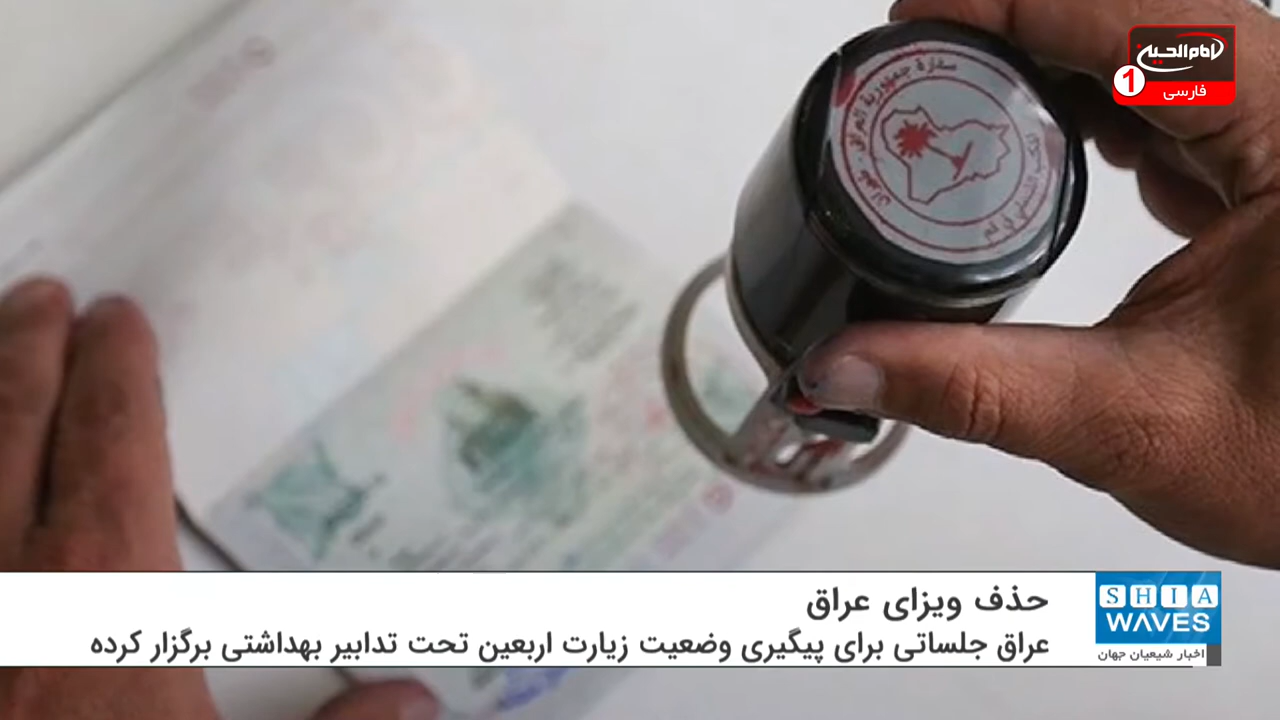 امام الحسین
1
فارسی
سفارة جمهورية العراق - طهران
حذف ویزای عراق
عراق جلساتی برای پیگیری وضعیت زیارت اربعین تحت تدابیر بهداشتی برگزار کرده
SHIA
WAVES
اخبار شیعیان جهان